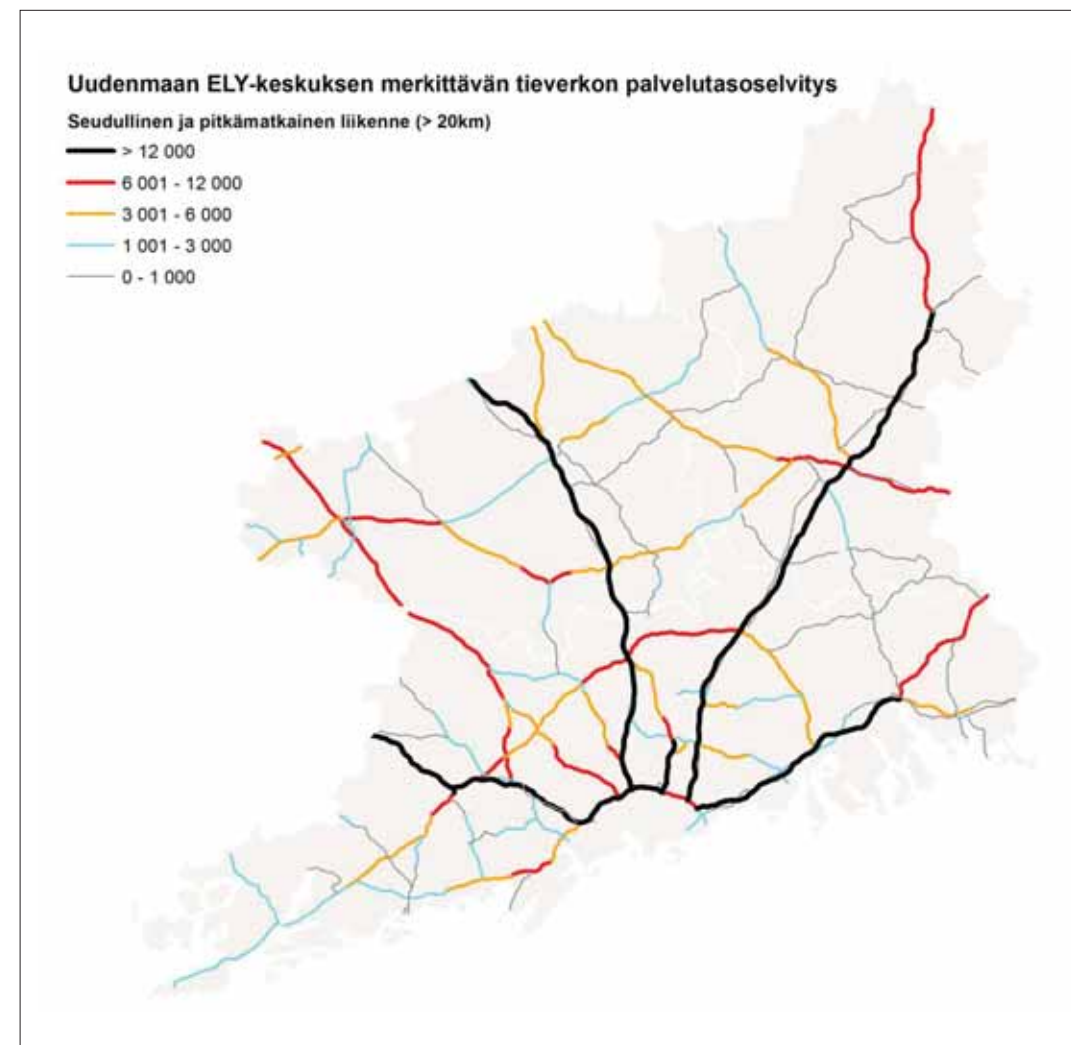 Uudenmaan ELY-keskuksen merkittävän tieverkon palvelutasoselvitys
Seudullinen ja pitkämatkainen liikenne (> 20km)
> 12 000
6 001 - 12 000
3 001 - 6 000
1 001 - 3 000
0 - 1 000